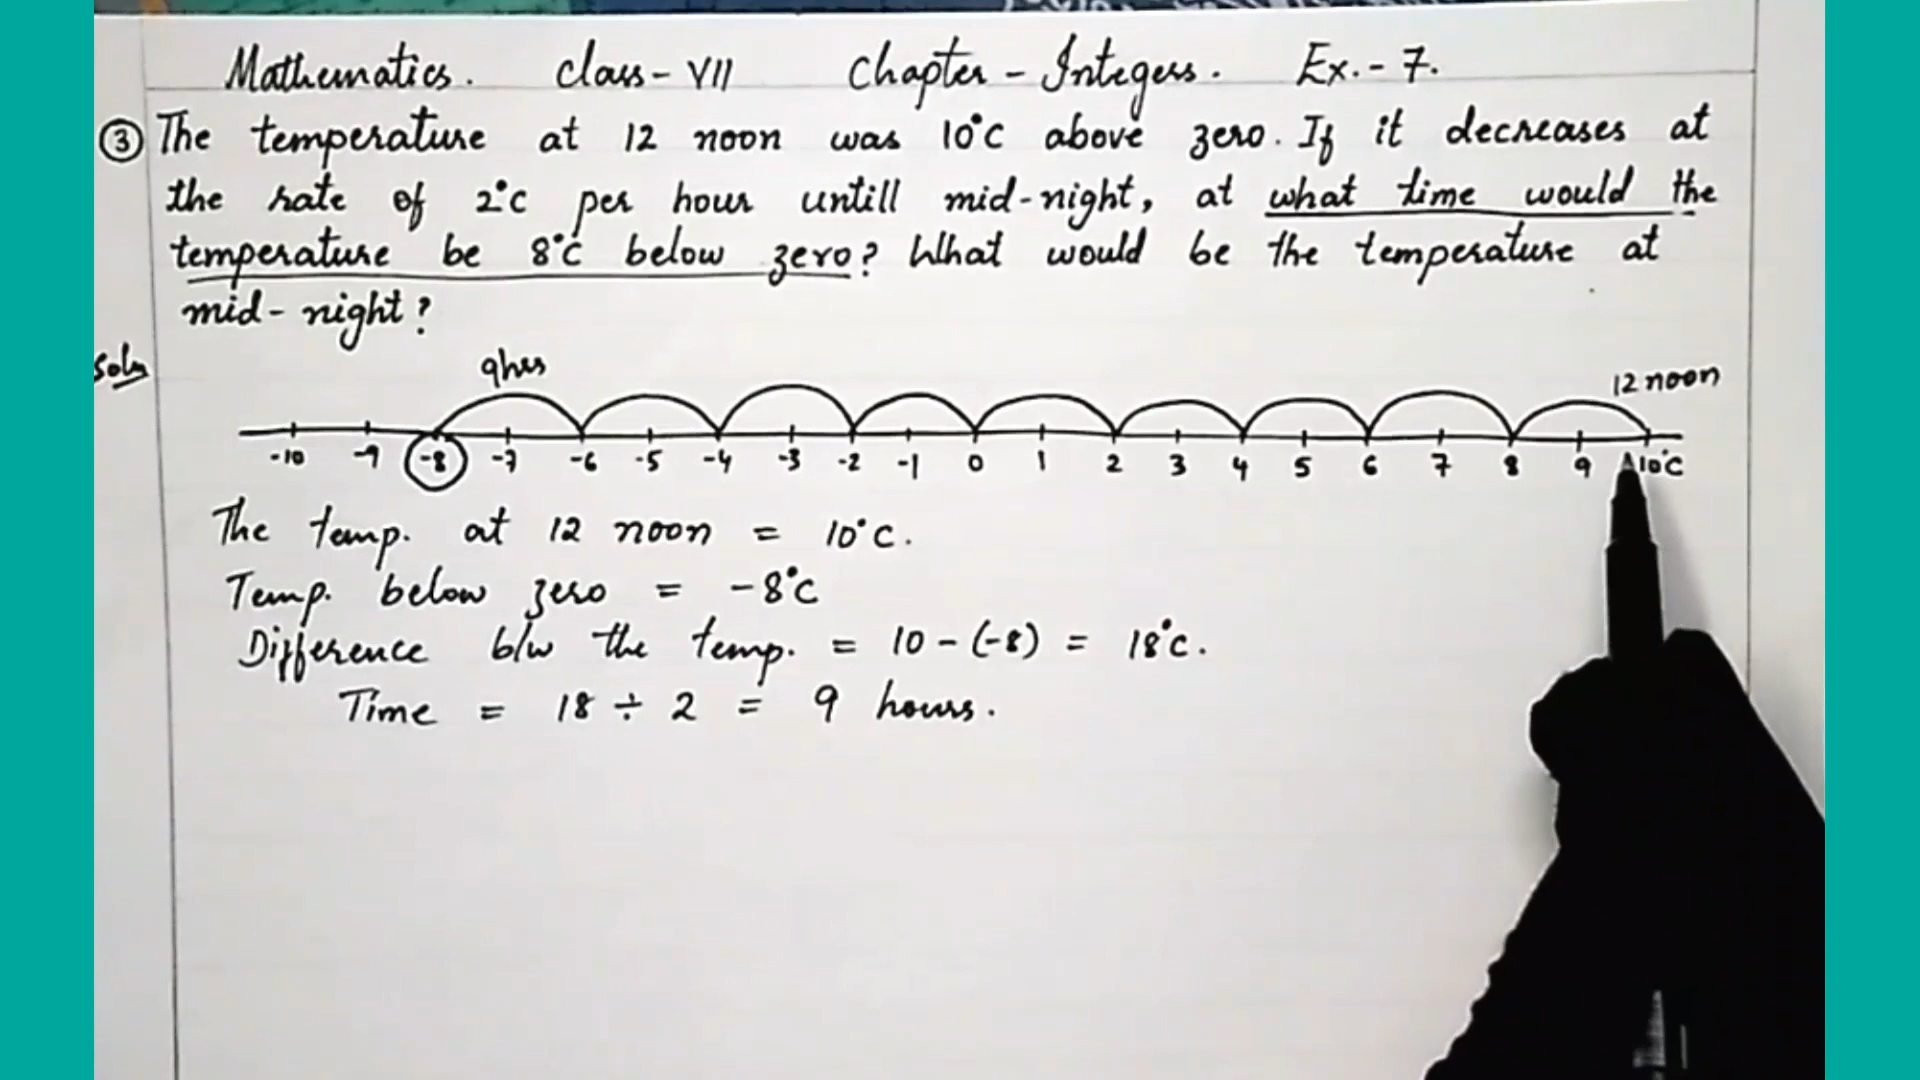 Mathematics. Class-VII Chapter - Integers. Ex.-7.
③ The temperature at 12 noon was 10°C above zero. If it decreases at
the rate of 2°C per hour untill mid-night, at what time would the
temperature be 8°C below zero? What would be the temperature at
mid-night?
Soln
9hrs 12 noon
-10 -9 -8 -7 -6 -5 -4 -3 -2 -1 0 1 2 3 4 5 6 7 8 9 10°C
The temp. at 12 noon = 10°C.
Temp. below zero = -8°C
Difference b/w the temp. = 10 - (-8) = 18°C.
Time = 18 ÷ 2 = 9 hours.